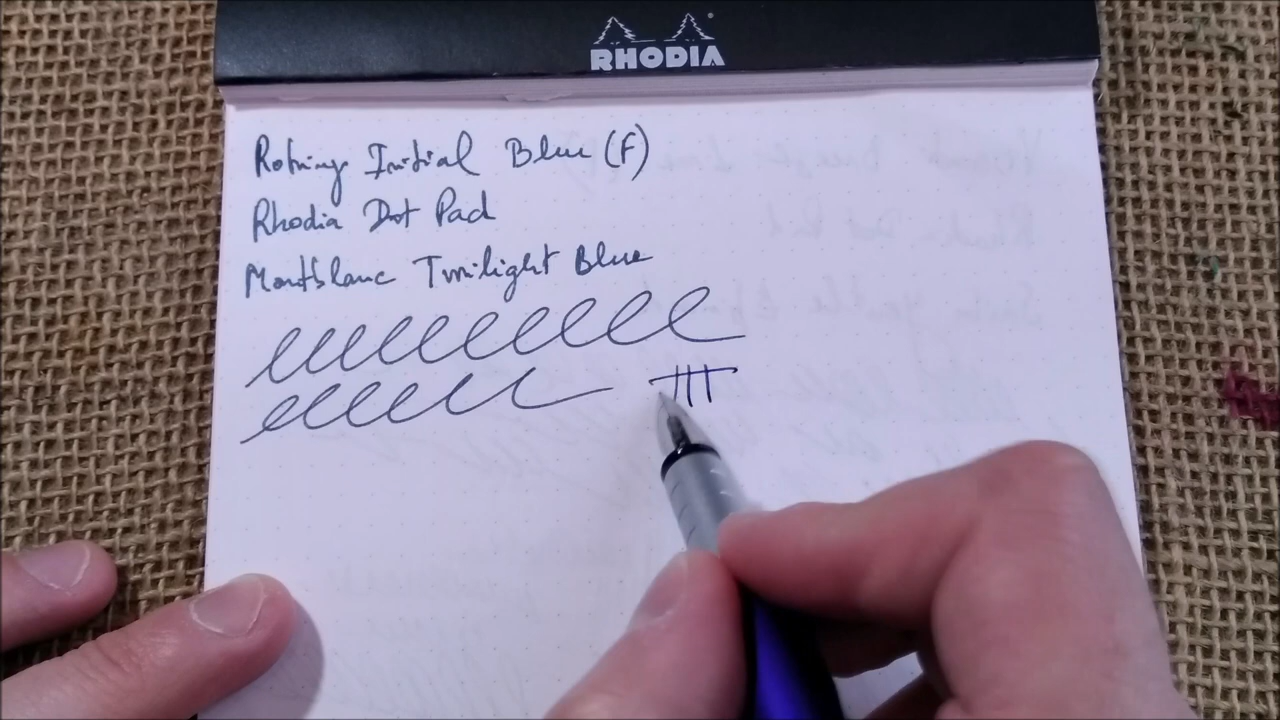 RHODIA
Rotring Initial Blue (F)
Rhodia Dot Pad
Montblanc Twilight Blue